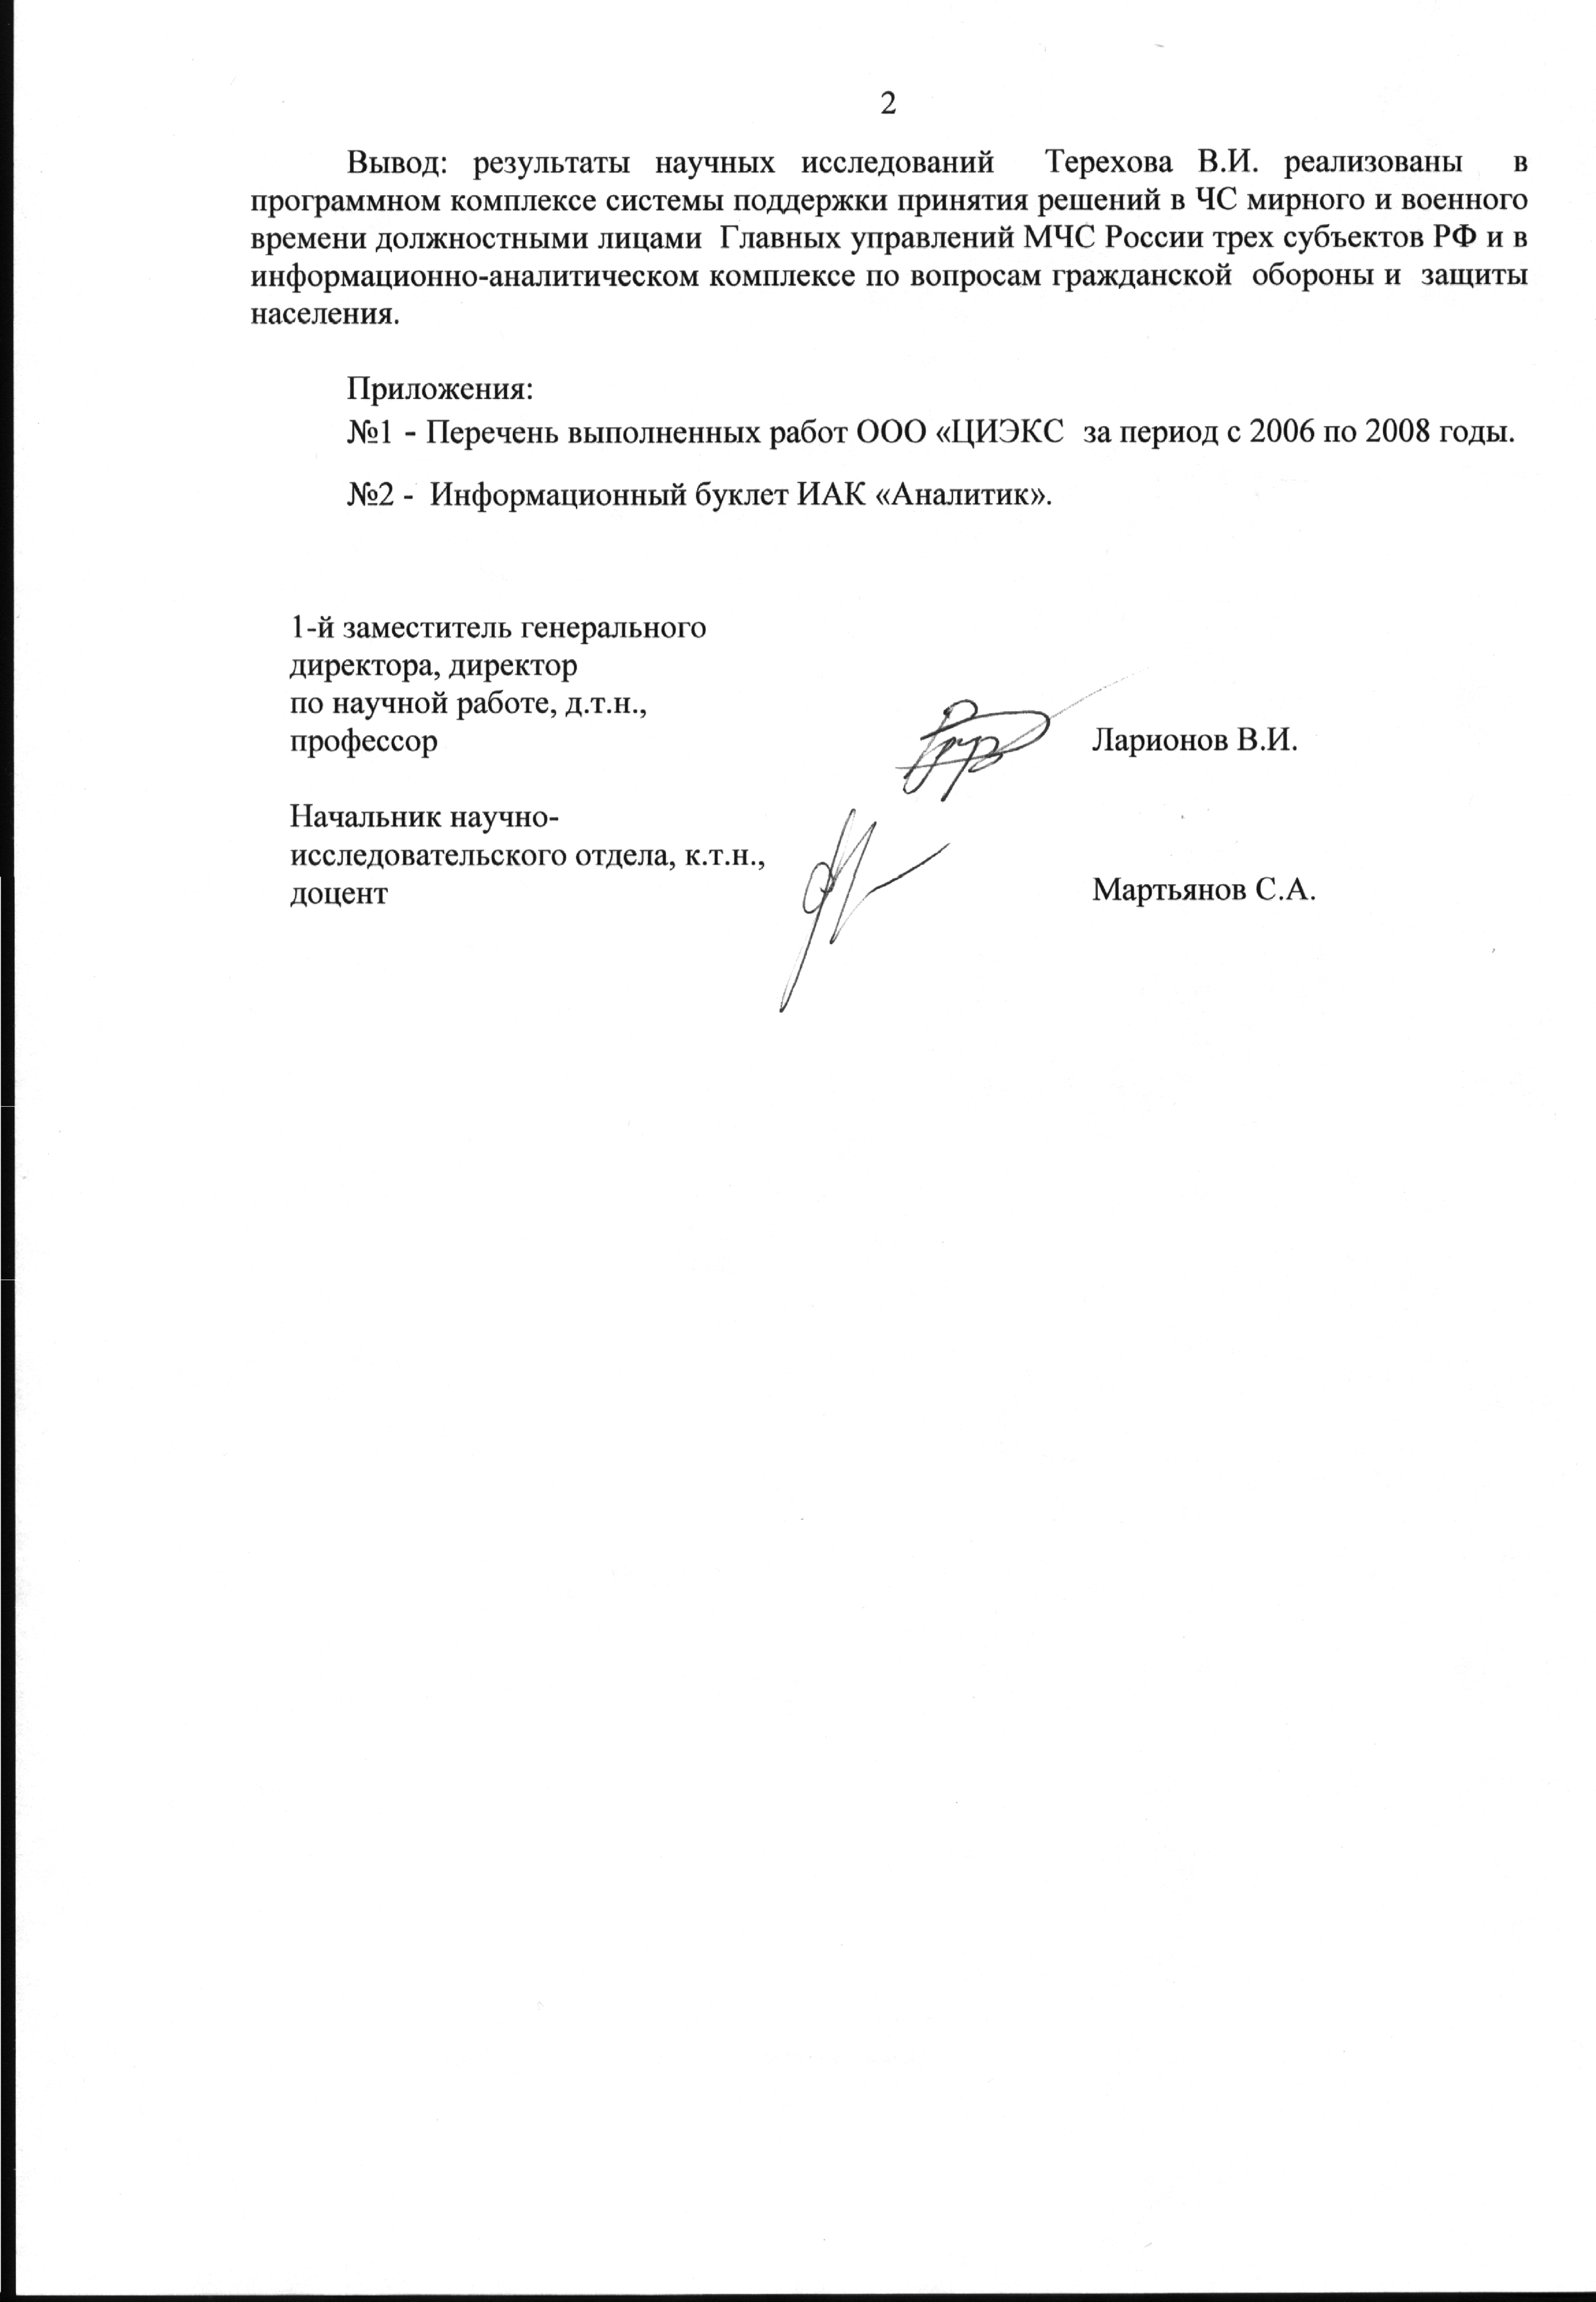 2
Вывод: результаты научных исследований Терехова В.И. реализованы в
программном комплексе системы поддержки принятия решений в ЧС мирного и военного
времени должностными лицами Главных управлений МЧС России трех субъектов РФ и в
информационно-аналитическом комплексе по вопросам гражданской обороны и защиты
населения.
Приложения:
№1 - Перечень выполненных работ ООО «ЦИЭКС за период с 2006 по 2008 годы.
№2 - Информационный буклет ИАК «Аналитик».
1-й заместитель генерального
директора, директор
по научной работе, д.т.н.,
профессор
Ларионов В.И.
Начальник научно-
исследовательского отдела, к.т.н.,
доцент
Мартьянов С.А.